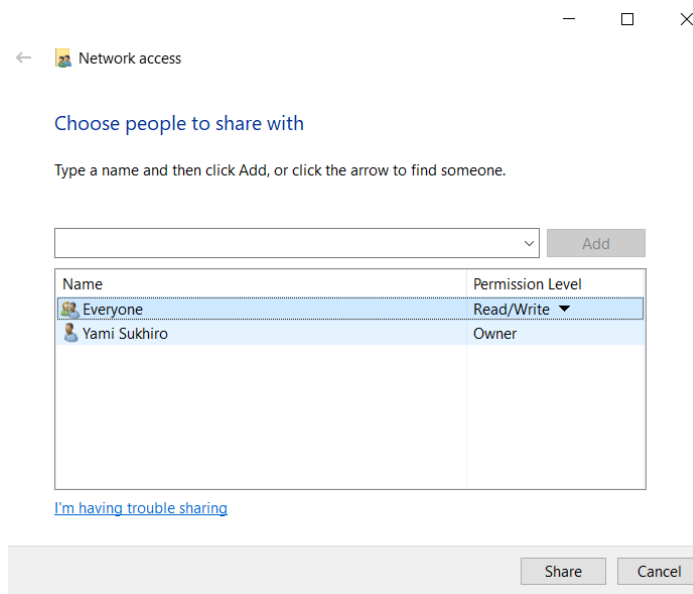 Network access
Choose people to share with
Type a name and then click Add, or click the arrow to find someone.
Add
Name Permission Level
Everyone Read/Write
Yami Sukhiro Owner
I'm having trouble sharing
Share Cancel